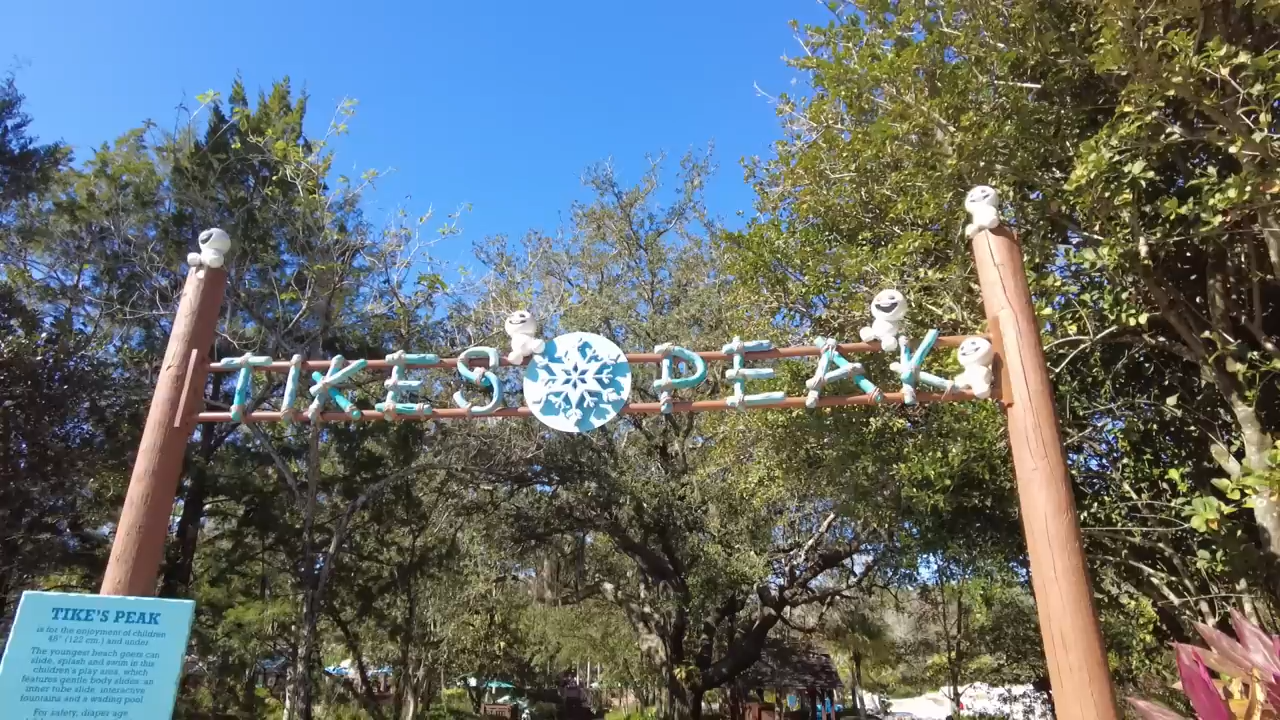 TIKES PEAK
TIKE'S PEAK
is for the enjoyment of children
48" (122 cm.) and under
The youngest beach goers can
slide, splash and swim in this
children's play area, which
features gentle body slides, an
inner tube slide, interactive
fountains and a wading pool
For safety, diaper age